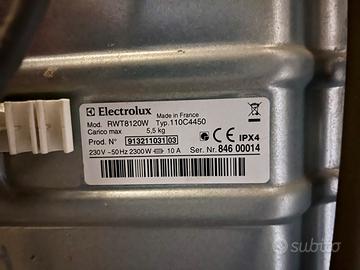 Electrolux Made in France
Mod. RWT8120W Typ. 110C4450
Carico max 5,5 kg
Prod. N° 913211031 03 CE IPX4
230 V ~50 Hz 2300 W 10 A Ser. Nr. 846 00014
subito